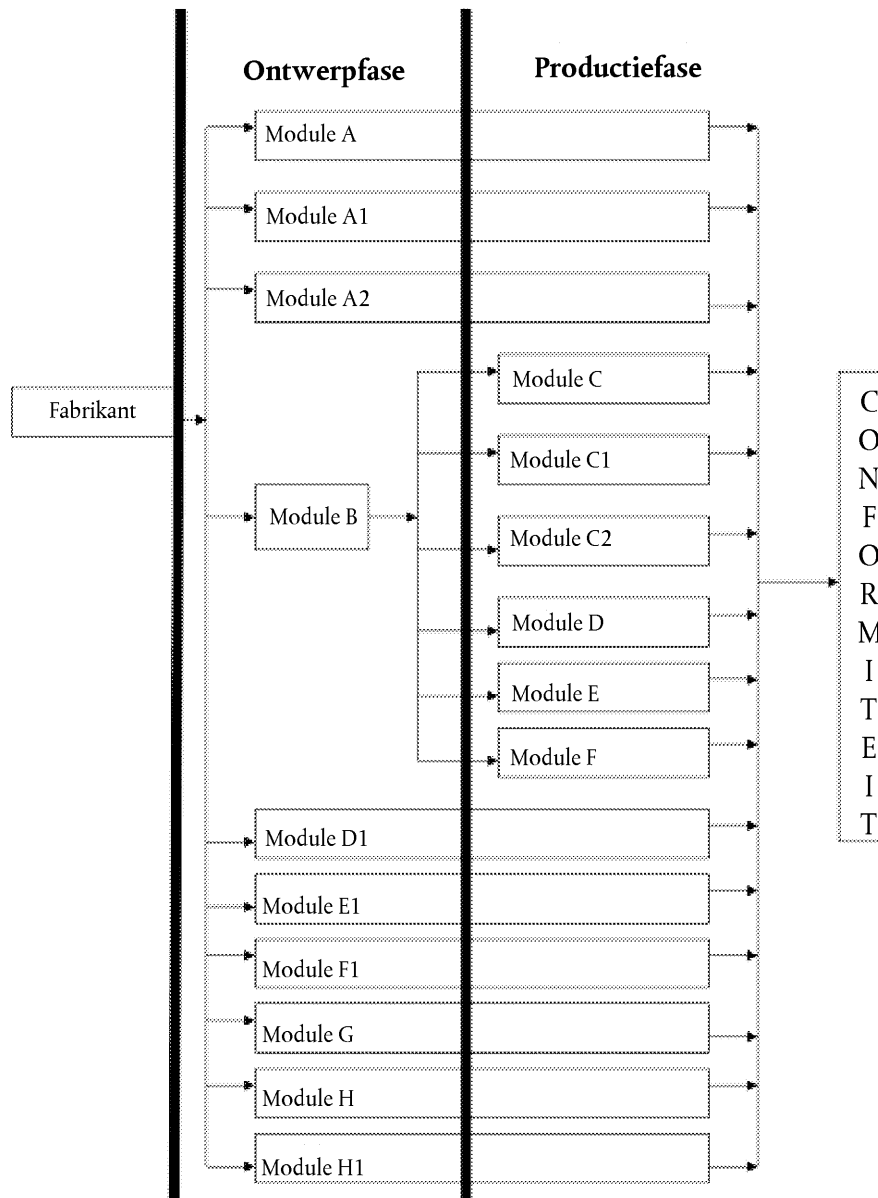 Ontwerpfase
Productiefase
Module A
Module A1
Module A2
Module C
Fabrikant
Module C1
Module B
Module C2
Module D
Module E
Module F
Module D1
Module E1
Module F1
Module G
Module H
Module H1
C
O
N
F
O
R
M
I
T
E
I
T